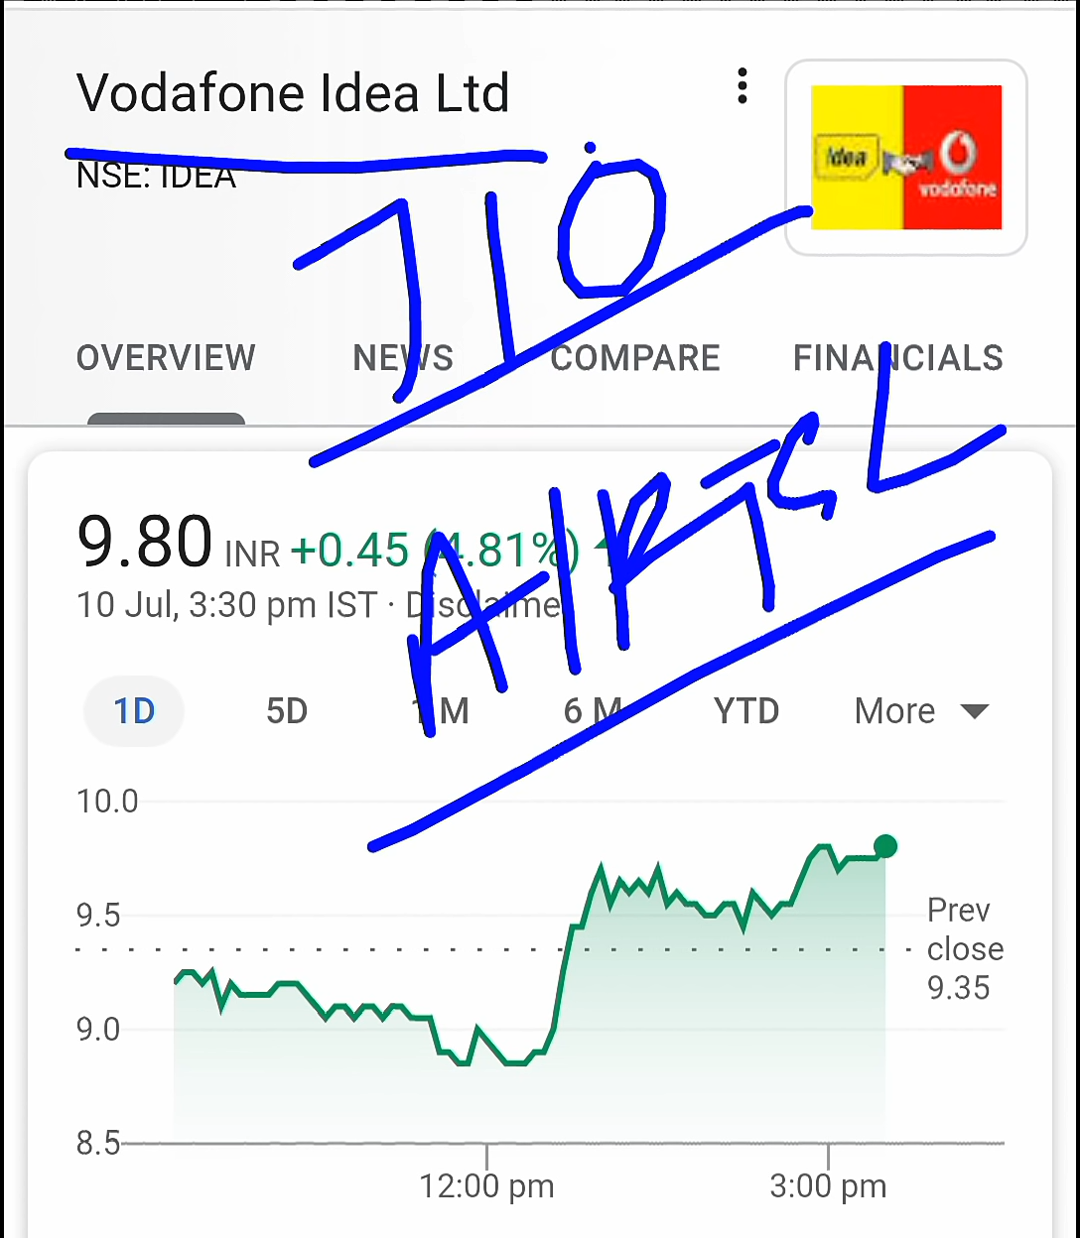 Vodafone Idea Ltd
NSE: IDEA
Idea
vodafone
JIO
OVERVIEW NEWS COMPARE FINANCIALS
AIRTEL
9.80 INR +0.45 (4.81%)
10 Jul, 3:30 pm IST · Disclaimer
1D 5D 1M 6M YTD More
10.0
9.5
9.0
8.5
Prev
close
9.35
12:00 pm 3:00 pm